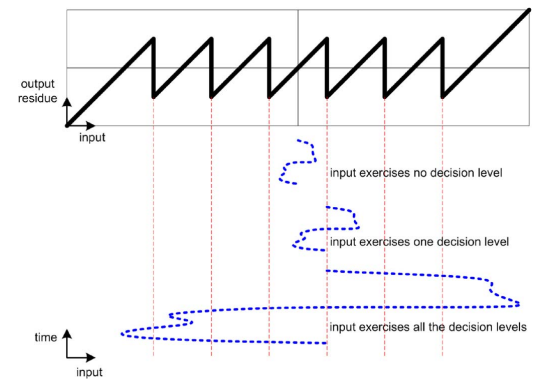 output
residue
input
input exercises no decision level
input exercises one decision level
input exercises all the decision levels
time
input